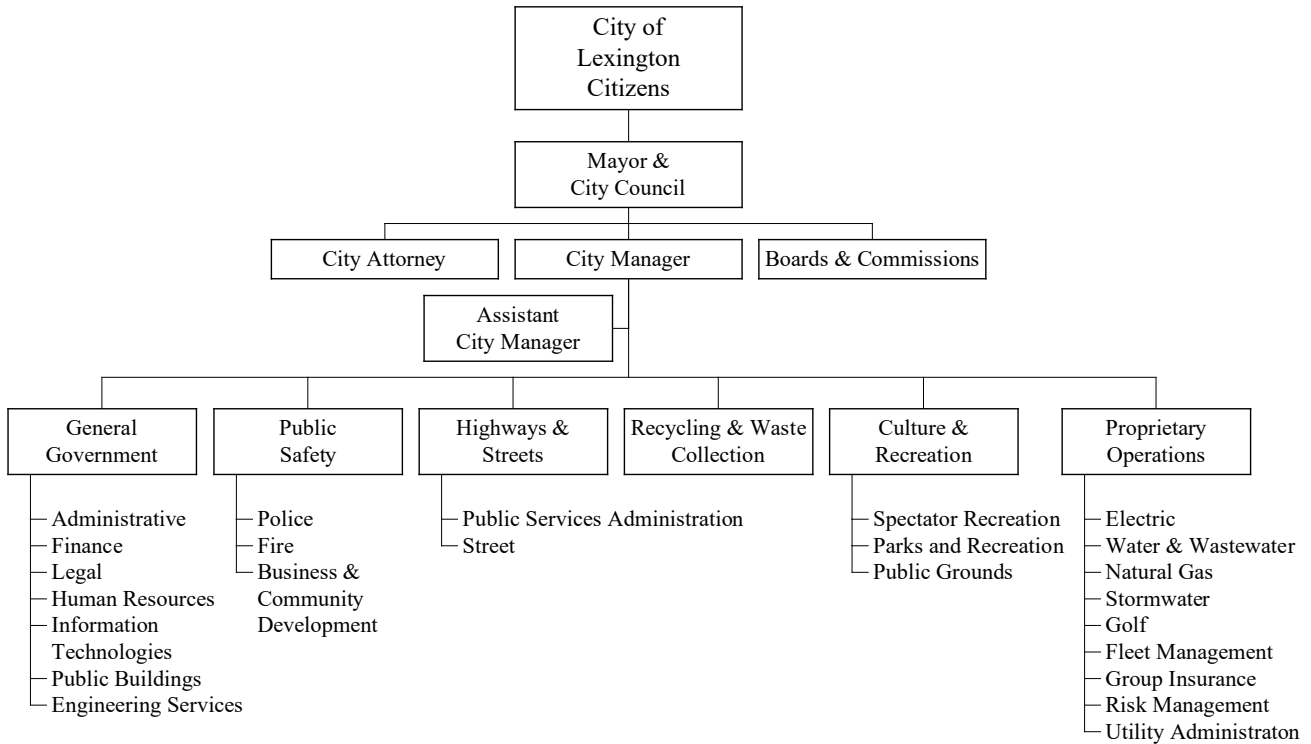 City of
Lexington
Citizens
Mayor &
City Council
City Attorney
City Manager
Boards & Commissions
Assistant
City Manager
General
Government
Public
Safety
Highways &
Streets
Recycling & Waste
Collection
Culture &
Recreation
Proprietary
Operations
Administrative
Finance
Legal
Human Resources
Information
Technologies
Public Buildings
Engineering Services
Police
Fire
Business &
Community
Development
Public Services Administration
Street
Spectator Recreation
Parks and Recreation
Public Grounds
Electric
Water & Wastewater
Natural Gas
Stormwater
Golf
Fleet Management
Group Insurance
Risk Management
Utility Administraton